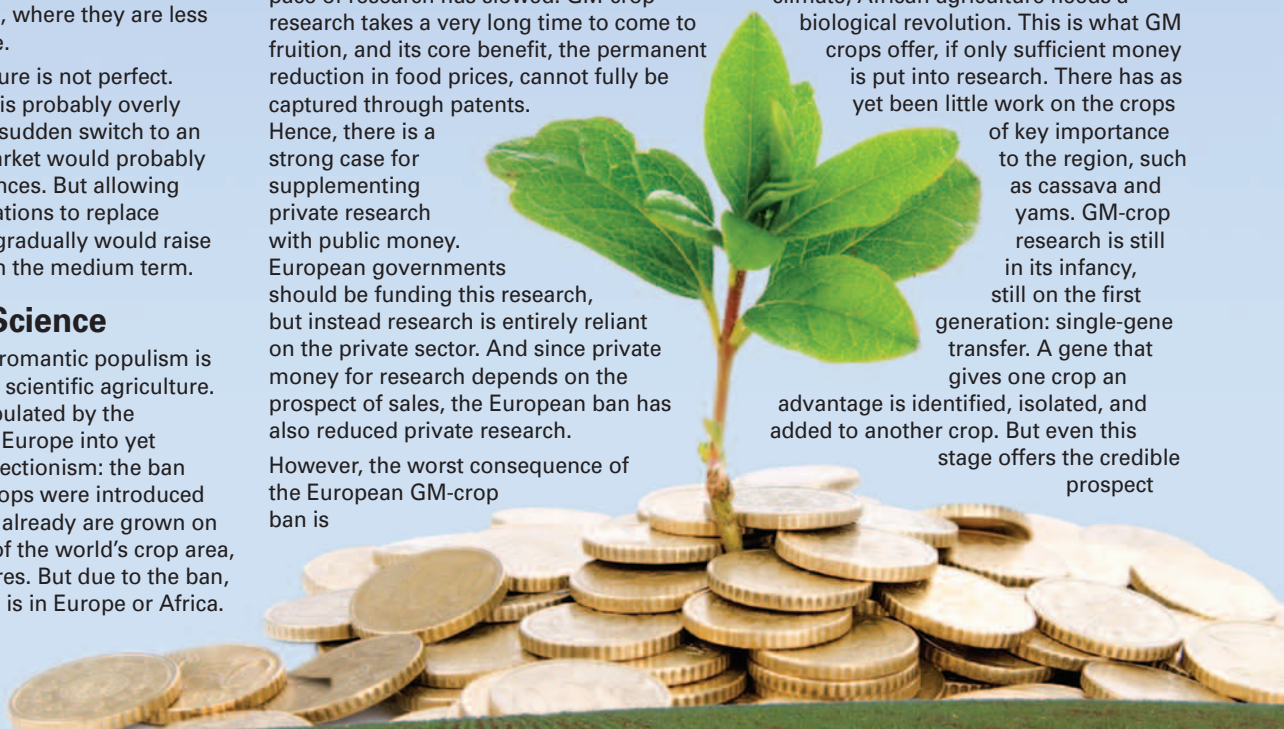 , where they are less
e.
ure is not perfect.
is probably overly
sudden switch to an
arket would probably
nces. But allowing
ations to replace
gradually would raise
n the medium term.
Science
romantic populism is
scientific agriculture.
pulated by the
Europe into yet
ectionism: the ban
ops were introduced
already are grown on
of the world's crop area,
res. But due to the ban,
is in Europe or Africa.
pace of research has slowed. GM-crop
research takes a very long time to come to
fruition, and its core benefit, the permanent
reduction in food prices, cannot fully be
captured through patents.
Hence, there is a
strong case for
supplementing
private research
with public money.
European governments
should be funding this research,
but instead research is entirely reliant
on the private sector. And since private
money for research depends on the
prospect of sales, the European ban has
also reduced private research.
However, the worst consequence of
the European GM-crop
ban is
climate, African agriculture needs a
biological revolution. This is what GM
crops offer, if only sufficient money
is put into research. There has as
yet been little work on the crops
of key importance
to the region, such
as cassava and
yams. GM-crop
research is still
in its infancy,
still on the first
generation: single-gene
transfer. A gene that
gives one crop an
advantage is identified, isolated, and
added to another crop. But even this
stage offers the credible
prospect